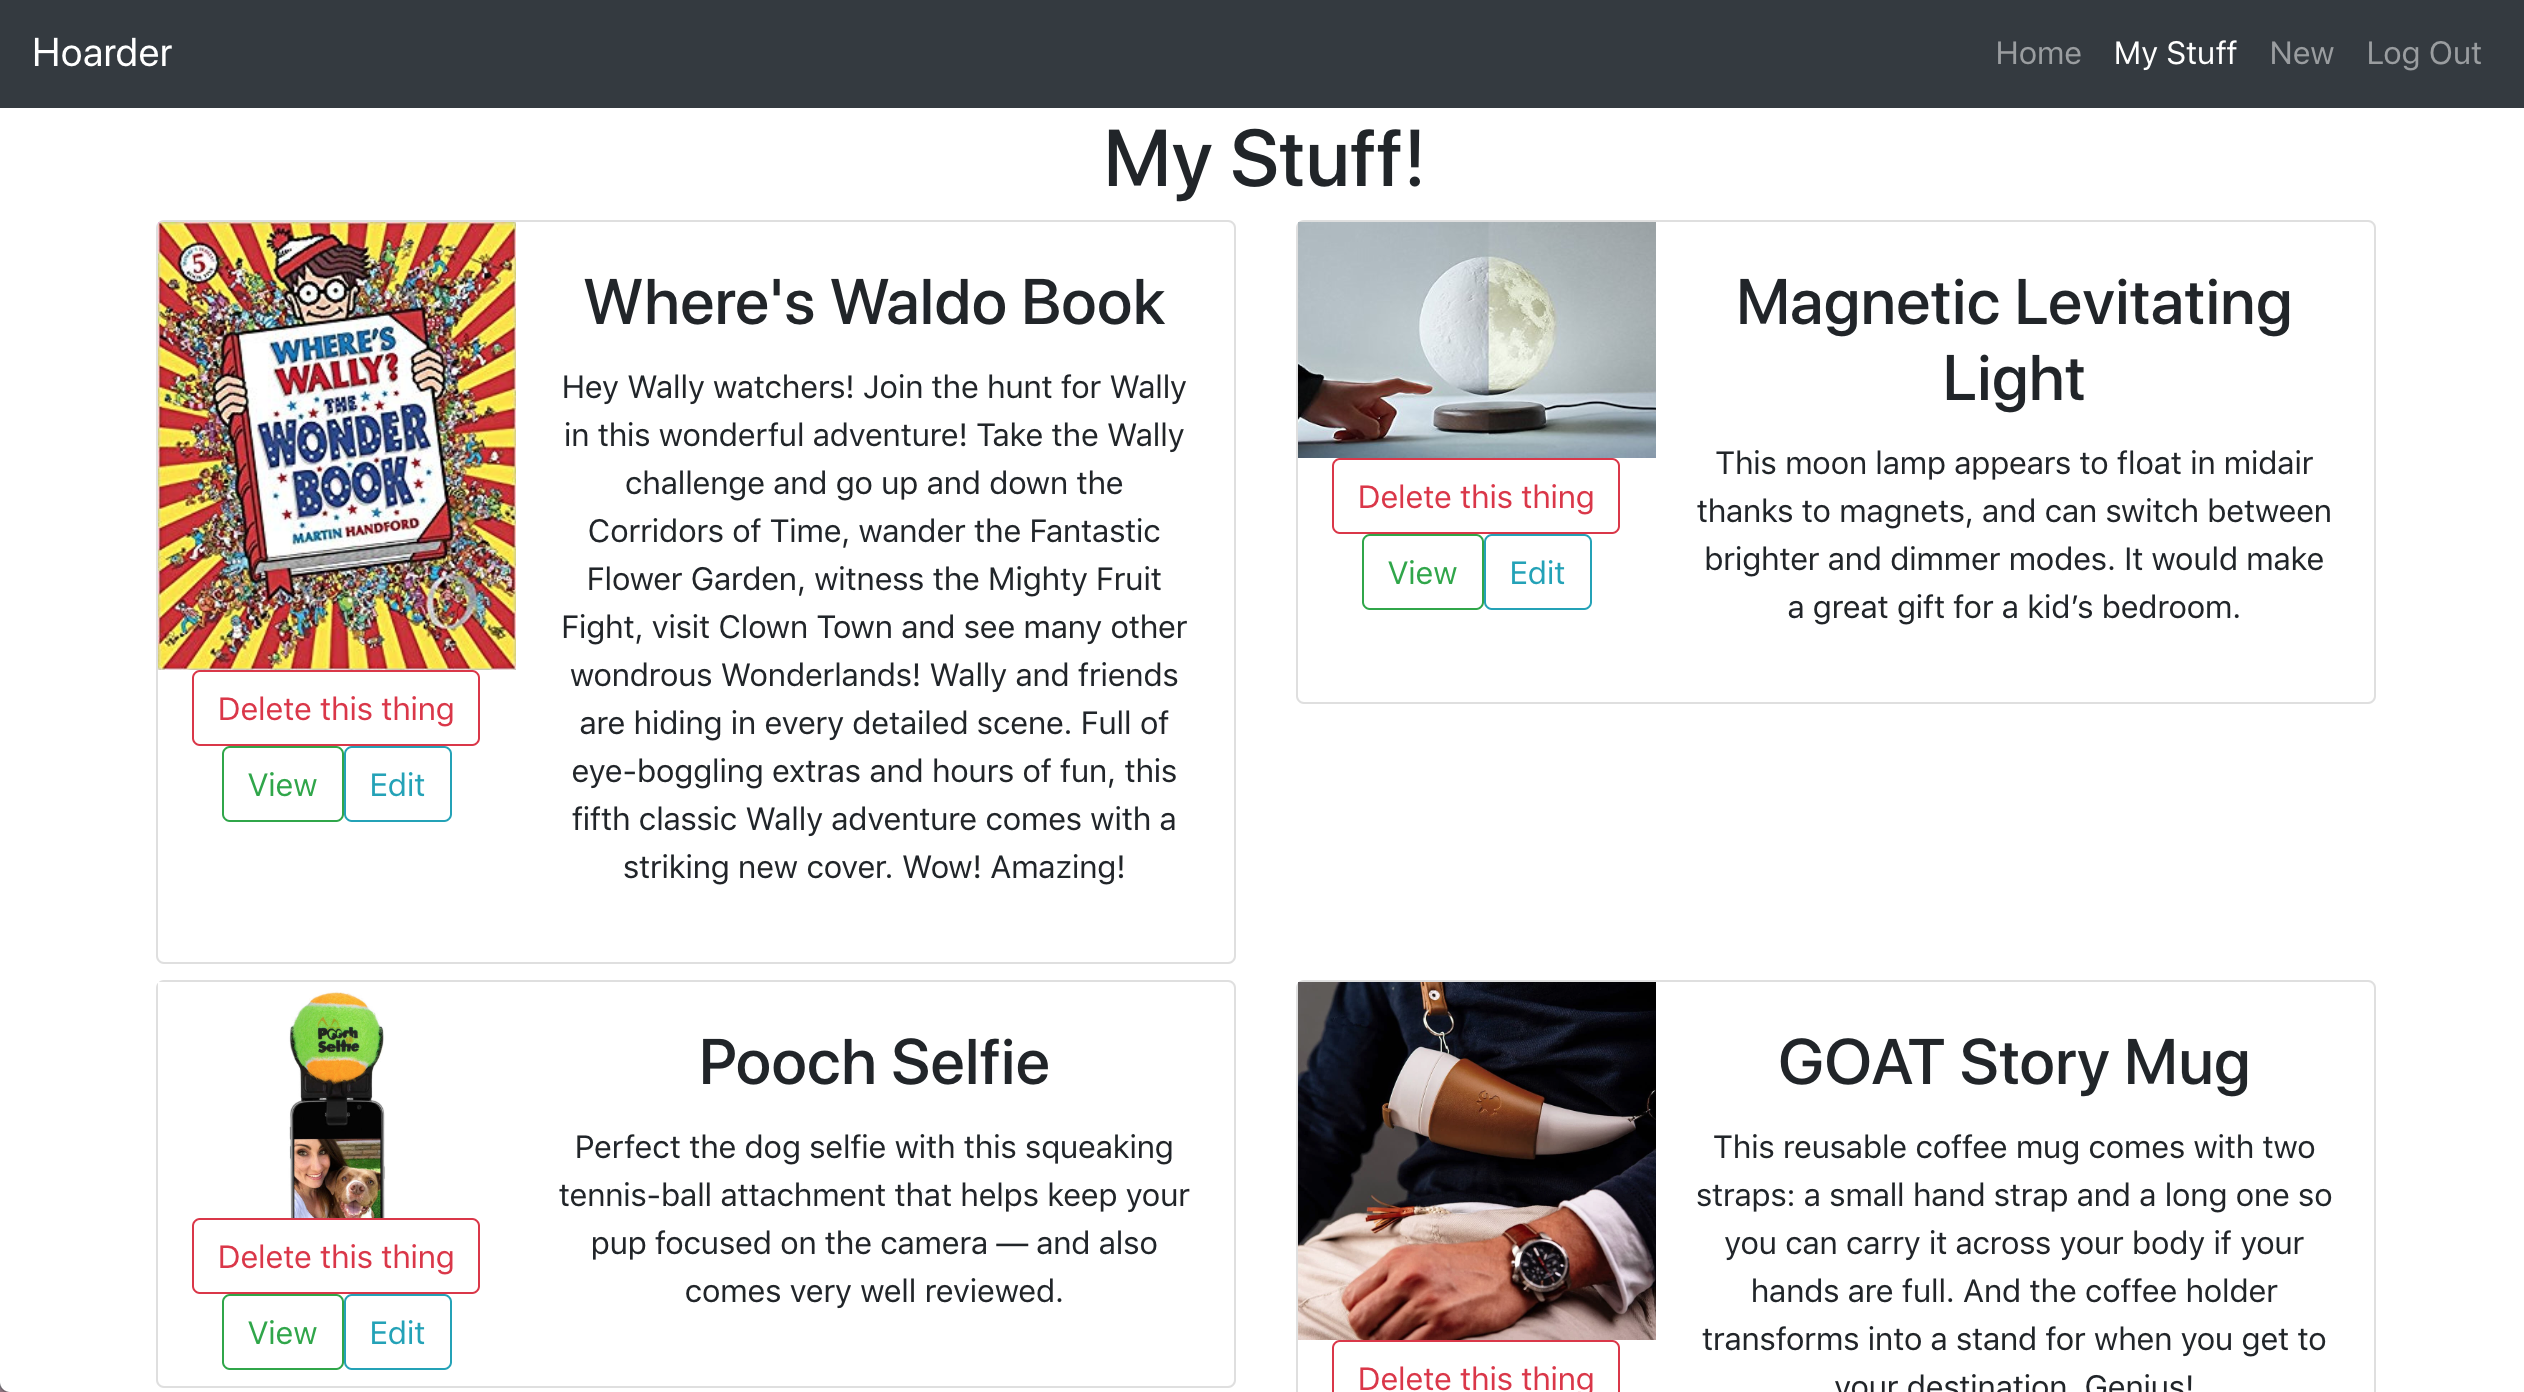 Hoarder
Home My Stuff New Log Out
My Stuff!
5
WHERE'S
WALLY?
THE
WONDER
BOOK
MARTIN HANDFORD
Delete this thing
View Edit
Where's Waldo Book
Hey Wally watchers! Join the hunt for Wally
in this wonderful adventure! Take the Wally
challenge and go up and down the
Corridors of Time, wander the Fantastic
Flower Garden, witness the Mighty Fruit
Fight, visit Clown Town and see many other
wondrous Wonderlands! Wally and friends
are hiding in every detailed scene. Full of
eye-boggling extras and hours of fun, this
fifth classic Wally adventure comes with a
striking new cover. Wow! Amazing!
Delete this thing
View Edit
Magnetic Levitating
Light
This moon lamp appears to float in midair
thanks to magnets, and can switch between
brighter and dimmer modes. It would make
a great gift for a kid’s bedroom.
Pooch
Selfie
Delete this thing
View Edit
Pooch Selfie
Perfect the dog selfie with this squeaking
tennis-ball attachment that helps keep your
pup focused on the camera — and also
comes very well reviewed.
Delete this thing
GOAT Story Mug
This reusable coffee mug comes with two
straps: a small hand strap and a long one so
you can carry it across your body if your
hands are full. And the coffee holder
transforms into a stand for when you get to
your destination. Genius!